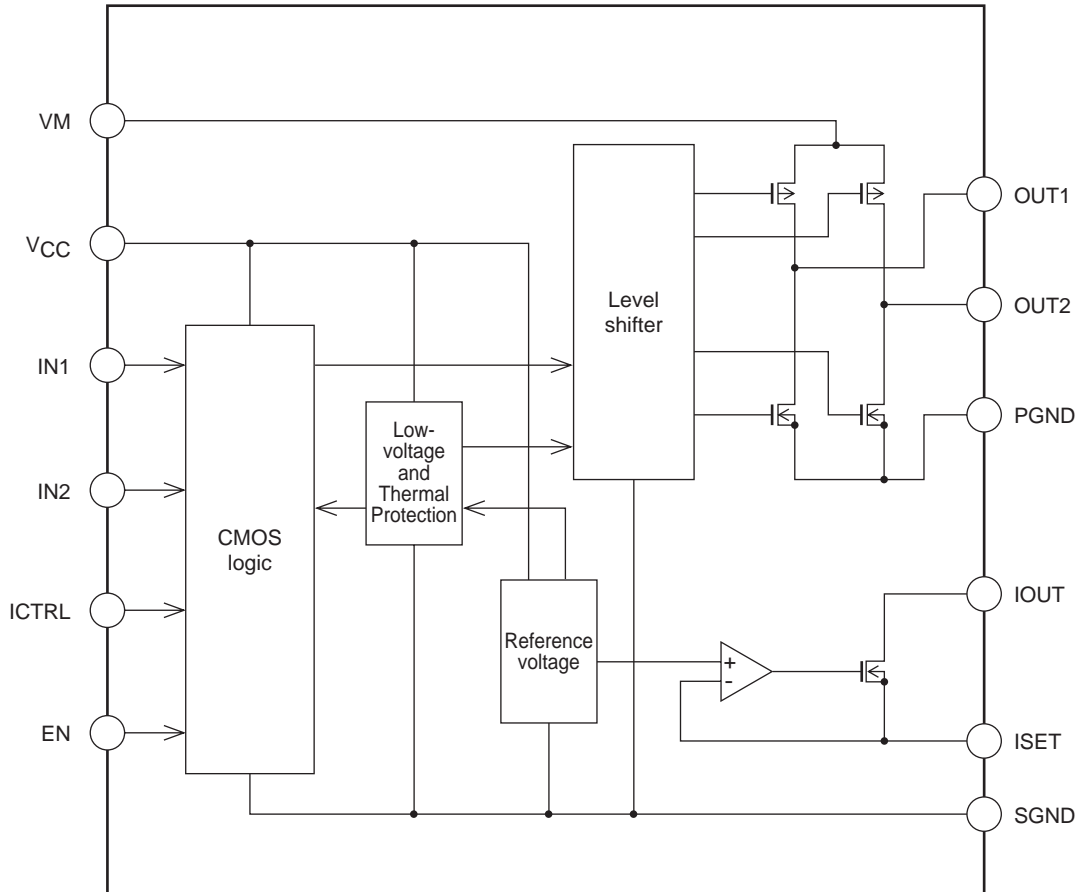 VM
VCC
IN1
IN2
ICTRL
EN
CMOS
logic
Low-
voltage
and
Thermal
Protection
Reference
voltage
Level
shifter
+
-
OUT1
OUT2
PGND
IOUT
ISET
SGND